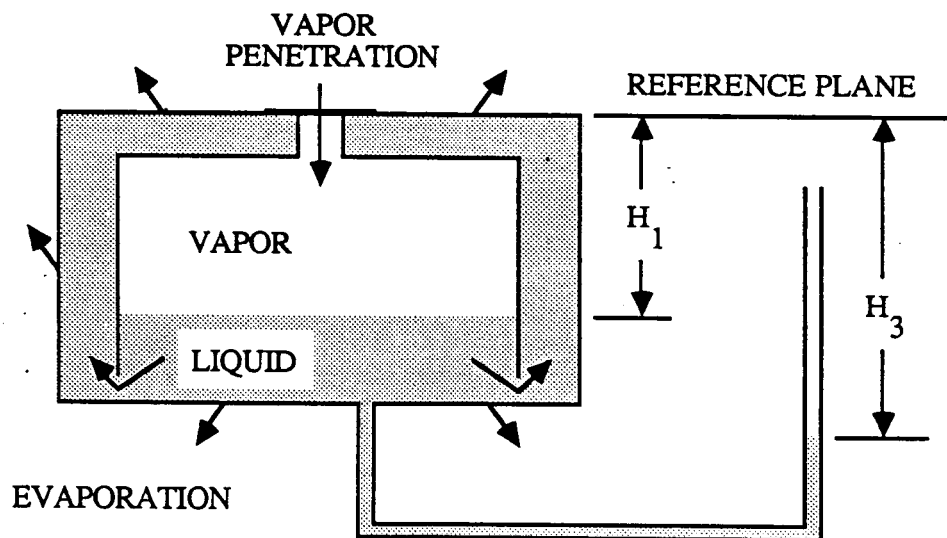 VAPOR
PENETRATION
REFERENCE PLANE
H1
VAPOR
H3
LIQUID
EVAPORATION